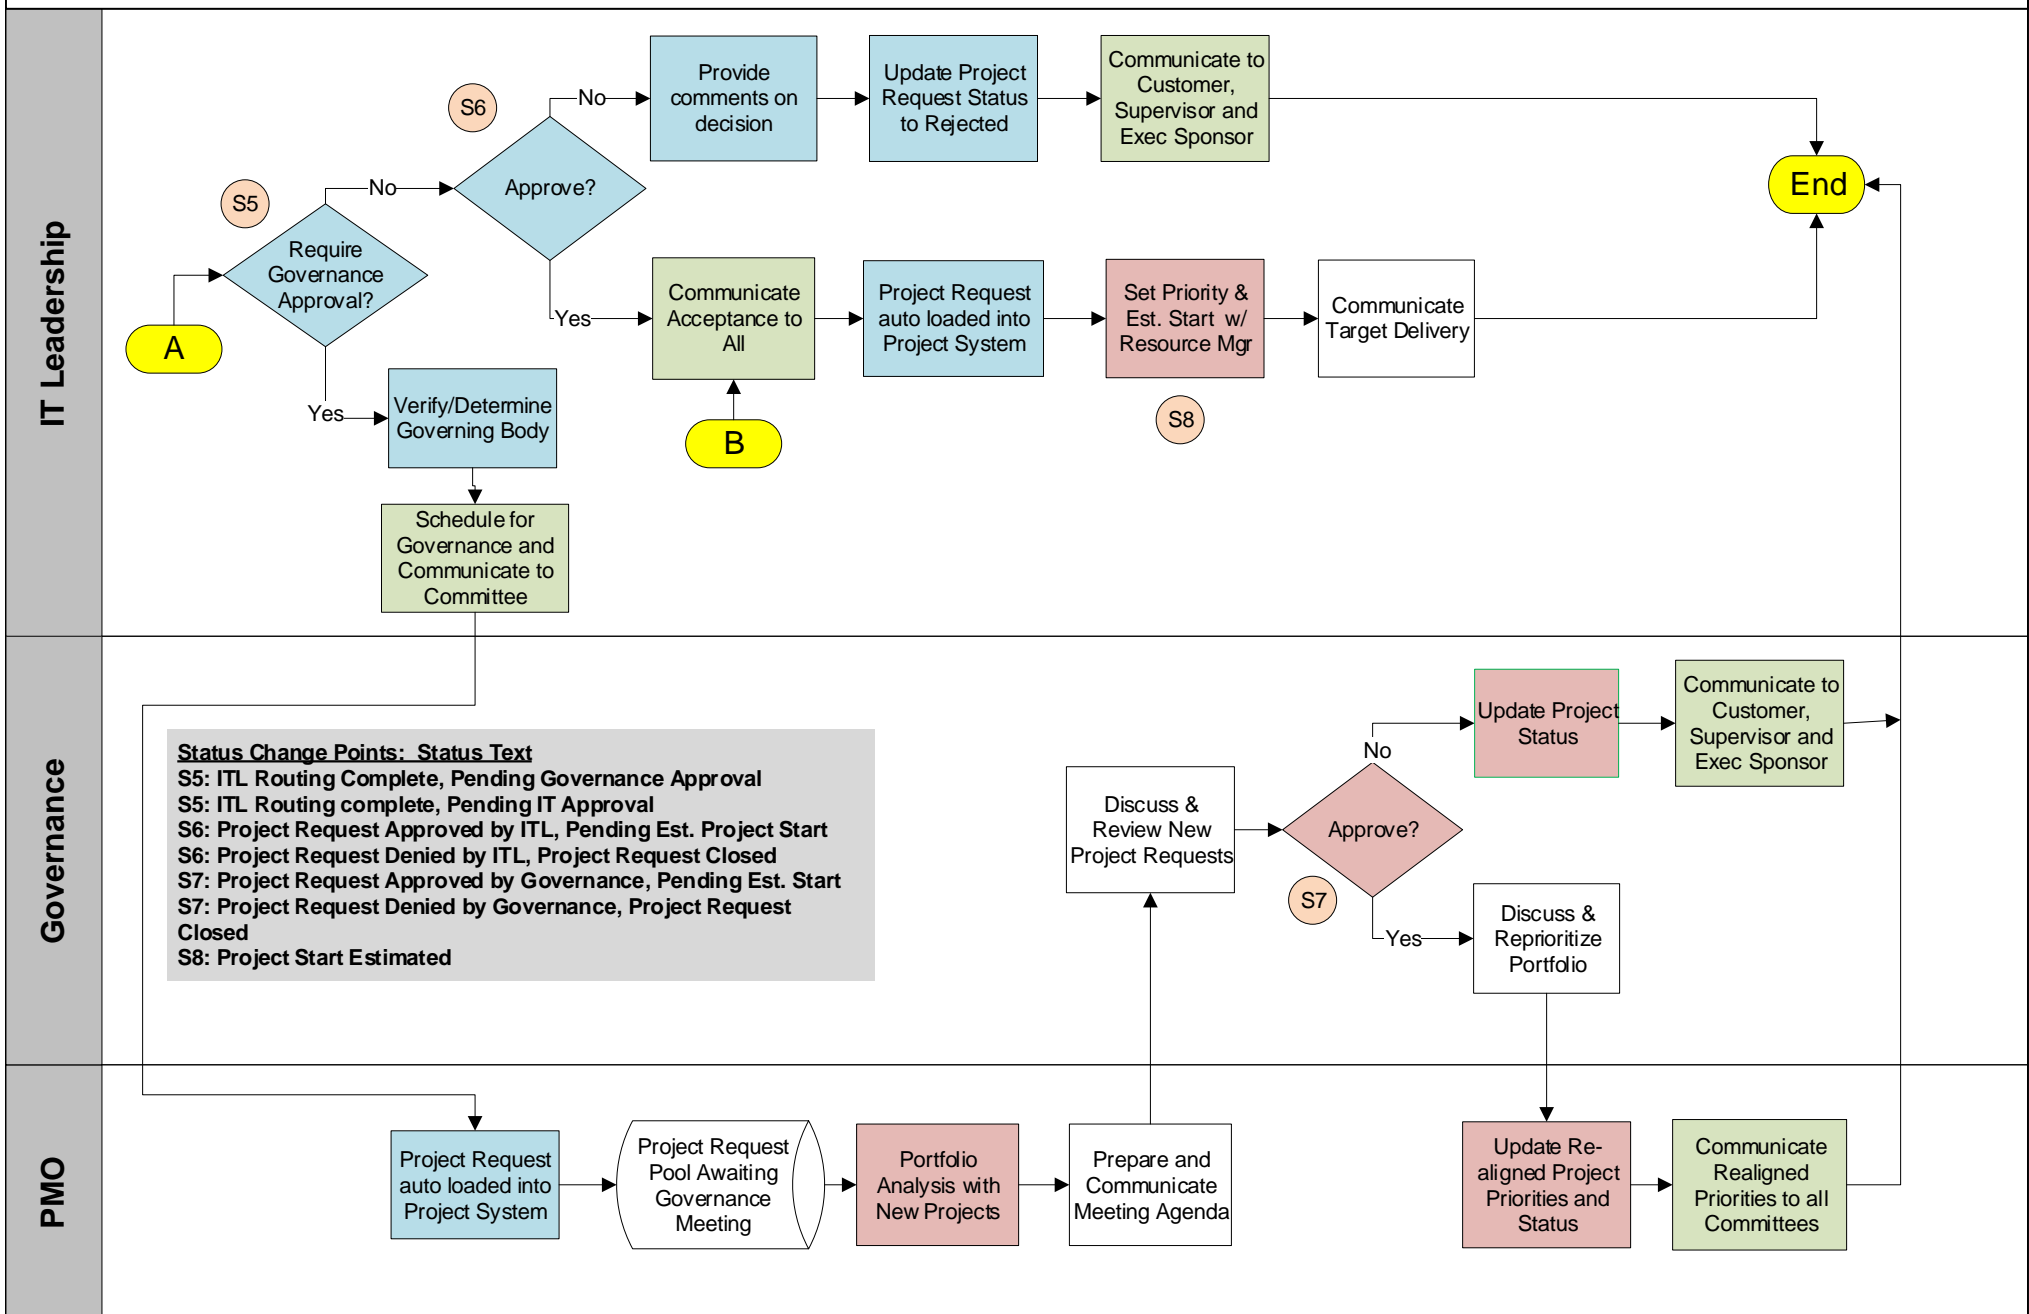 IT Leadership
S6
No
Provide
comments on
decision
Update Project
Request Status
to Rejected
Communicate to
Customer,
Supervisor and
Exec Sponsor
End
S5
No
Approve?
Require
Governance
Approval?
A
Yes
Communicate
Acceptance to
All
Project Request
auto loaded into
Project System
Set Priority &
Est. Start w/
Resource Mgr
Communicate
Target Delivery
S8
B
Yes
Verify/Determine
Governing Body
Schedule for
Governance and
Communicate to
Committee
Governance
Status Change Points: Status Text
S5: ITL Routing Complete, Pending Governance Approval
S5: ITL Routing complete, Pending IT Approval
S6: Project Request Approved by ITL, Pending Est. Project Start
S6: Project Request Denied by ITL, Project Request Closed
S7: Project Request Approved by Governance, Pending Est. Start
S7: Project Request Denied by Governance, Project Request
Closed
S8: Project Start Estimated
Discuss &
Review New
Project Requests
Approve?
S7
No
Update Project
Status
Communicate to
Customer,
Supervisor and
Exec Sponsor
Yes
Discuss &
Reprioritize
Portfolio
PMO
Project Request
auto loaded into
Project System
Project Request
Pool Awaiting
Governance
Meeting
Portfolio
Analysis with
New Projects
Prepare and
Communicate
Meeting Agenda
Update Re-
aligned Project
Priorities and
Status
Communicate
Realigned
Priorities to all
Committees